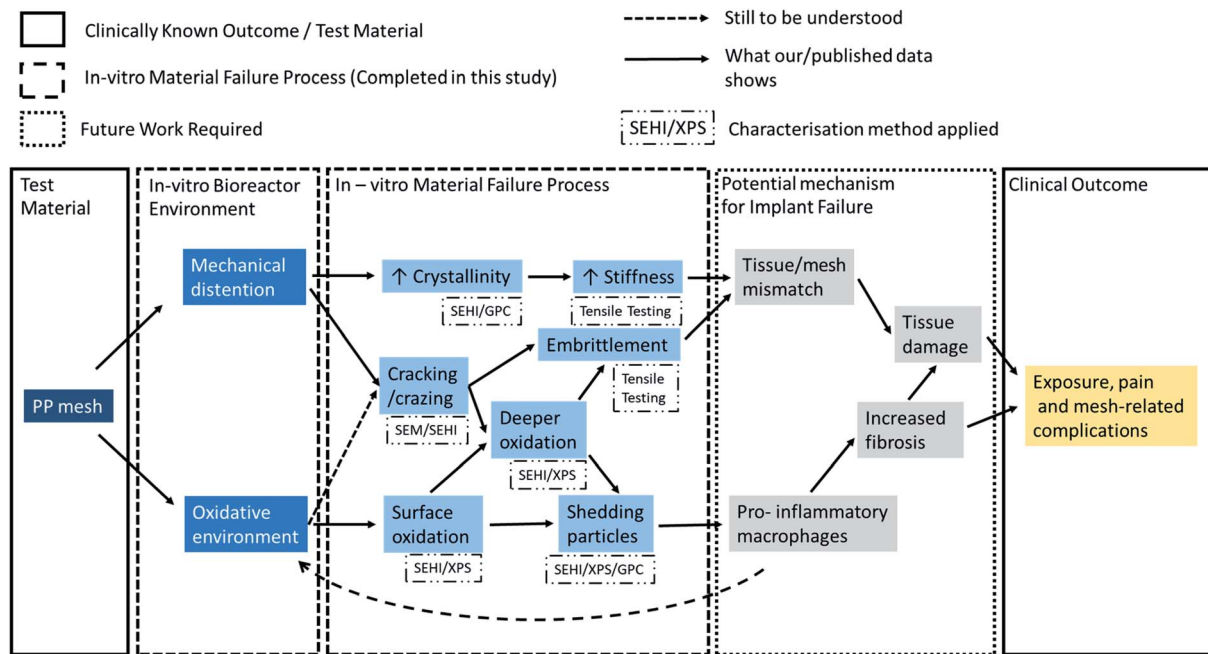 Clinically Known Outcome / Test Material
In-vitro Material Failure Process (Completed in this study)
Future Work Required
Still to be understood
What our/published data
shows
SEHI/XPS
Characterisation method applied
Test
Material
In-vitro Bioreactor
Environment
In – vitro Material Failure Process
Potential mechanism
for Implant Failure
Clinical Outcome
PP mesh
Mechanical
distention
Oxidative
environment
↑ Crystallinity
SEHI/GPC
↑ Stiffness
Tensile Testing
Embrittlement
Tensile
Testing
Cracking
/crazing
SEM/SEHI
Deeper
oxidation
SEHI/XPS
Surface
oxidation
SEHI/XPS
Shedding
particles
SEHI/XPS/GPC
Tissue/mesh
mismatch
Tissue
damage
Increased
fibrosis
Pro- inflammatory
macrophages
Exposure, pain
and mesh-related
complications